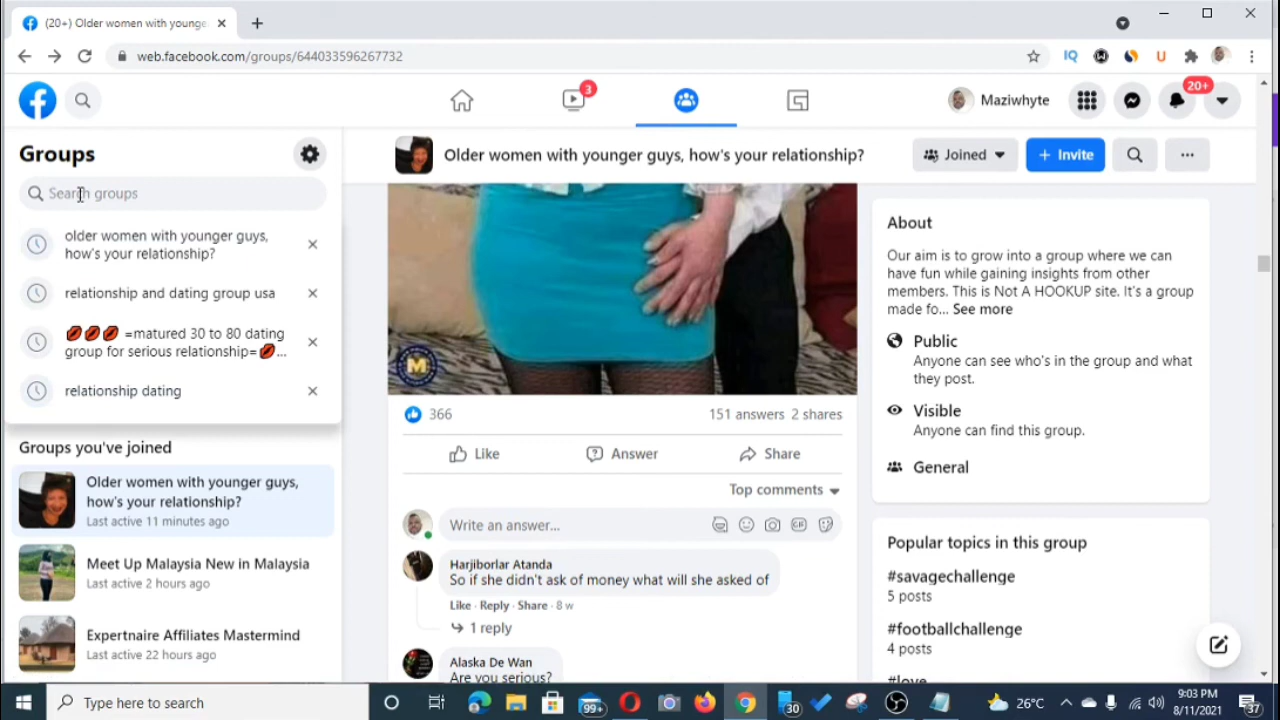 (20+) Older women with younge
web.facebook.com/groups/644033596267732
IQ
U
3
Maziwhyte
20+
Groups
Search groups
older women with younger guys,
how's your relationship?
relationship and dating group usa
💋💋💋 =matured 30 to 80 dating
group for serious relationship=💋...
relationship dating
Groups you've joined
Older women with younger guys,
how's your relationship?
Last active 11 minutes ago
Meet Up Malaysia New in Malaysia
Last active 2 hours ago
Expertnaire Affiliates Mastermind
Last active 22 hours ago
Older women with younger guys, how's your relationship?
Joined
+ Invite
M
366
151 answers 2 shares
Like
Answer
Share
Top comments
Write an answer...
GIF
Harjiborlar Atanda
So if she didn't ask of money what will she asked of
Like · Reply · Share · 8 w
1 reply
Alaska De Wan
Are you serious?
About
Our aim is to grow into a group where we can
have fun while gaining insights from other
members. This is Not A HOOKUP site. It's a group
made fo... See more
Public
Anyone can see who's in the group and what
they post.
Visible
Anyone can find this group.
General
Popular topics in this group
#savagechallenge
5 posts
#footballchallenge
4 posts
#love
Type here to search
99+
30
26°C
9:03 PM
8/11/2021
37